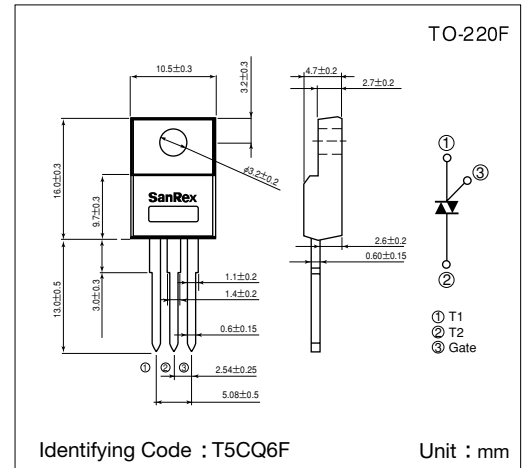 TO-220F
10.5±0.3
3.2±0.3
4.7±0.2
2.7±0.2
16.0±0.3
9.7±0.3
φ3.2±0.2
SanRex
①
③
②
2.6±0.2
0.60±0.15
13.0±0.5
3.0±0.3
1.1±0.2
1.4±0.2
0.6±0.15
① ② ③
2.54±0.25
5.08±0.5
① T1
② T2
③ Gate
Identifying Code：T5CQ6F
Unit：mm